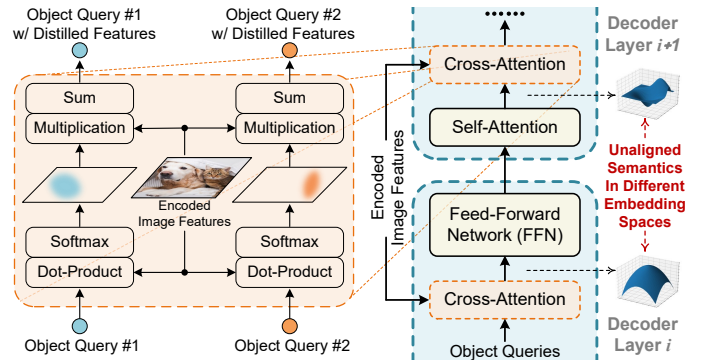 Object Query #1
w/ Distilled Features
Object Query #2
w/ Distilled Features
Sum
Multiplication
Sum
Multiplication
Encoded
Image Features
Softmax
Dot-Product
Softmax
Dot-Product
Object Query #1
Object Query #2
......
Cross-Attention
Self-Attention
Encoded
Image Features
Feed-Forward
Network (FFN)
Cross-Attention
Object Queries
Decoder
Layer i+1
Unaligned
Semantics
In Different
Embedding
Spaces
Decoder
Layer i